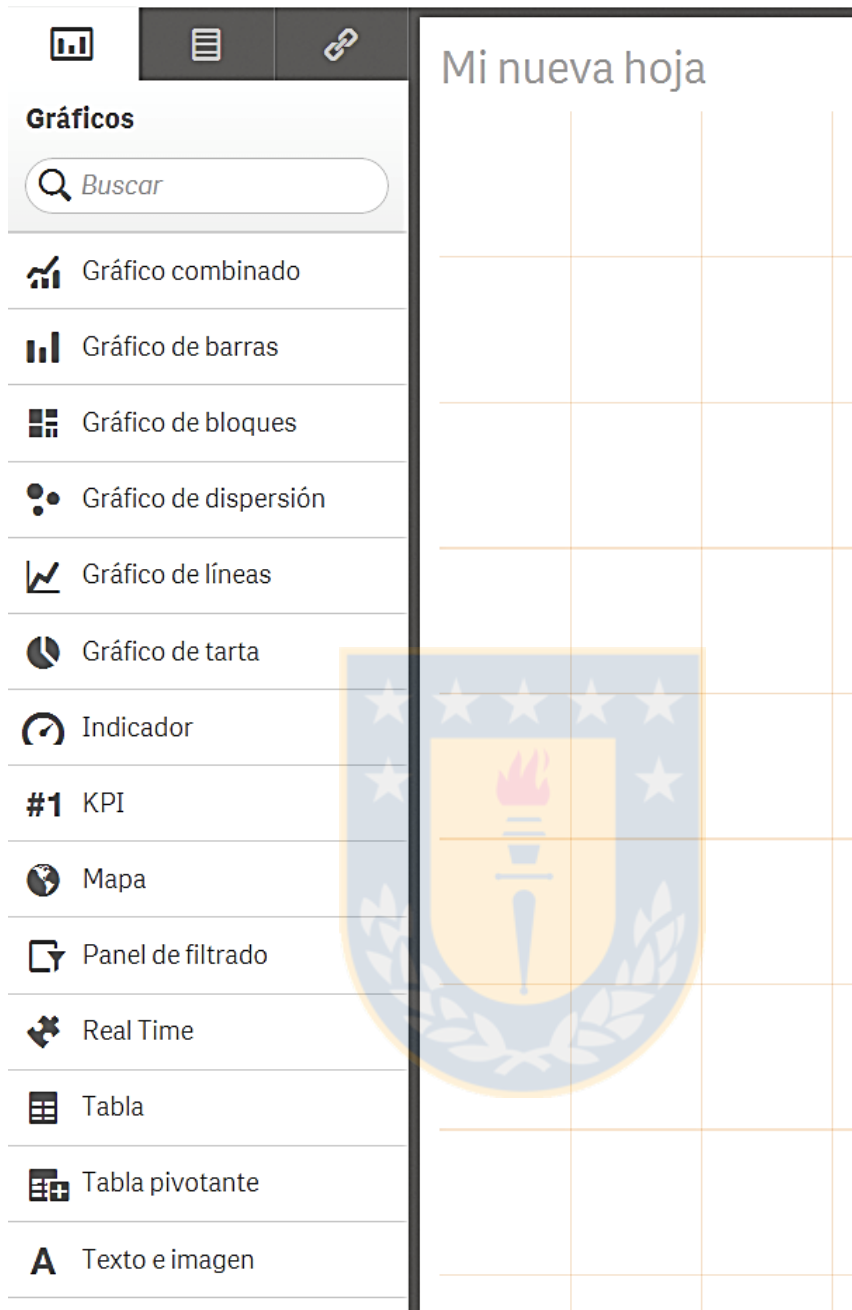 Mi nueva hoja
Gráficos
Buscar
Gráfico combinado
Gráfico de barras
Gráfico de bloques
Gráfico de dispersión
Gráfico de líneas
Gráfico de tarta
Indicador
#1 KPI
Mapa
Panel de filtrado
Real Time
Tabla
Tabla pivotante
A Texto e imagen